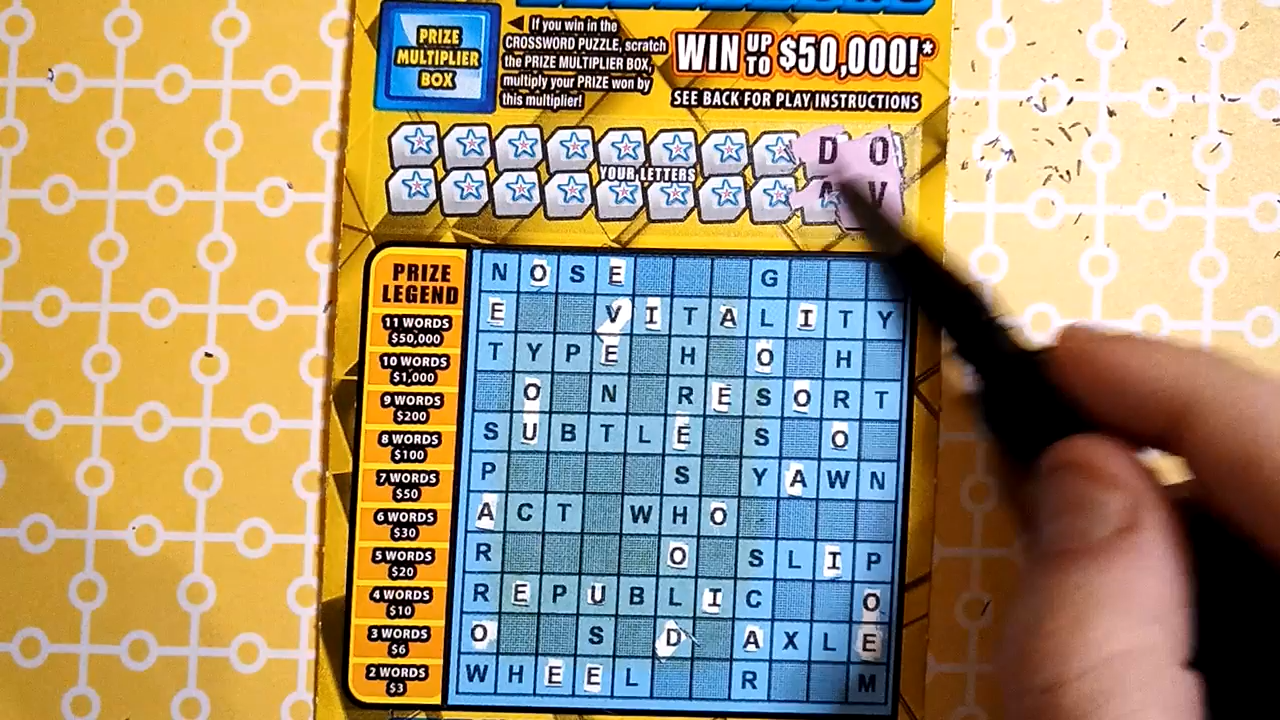 PRIZE
MULTIPLIER
BOX
If you win in the
CROSSWORD PUZZLE, scratch
the PRIZE MULTIPLIER BOX,
multiply your PRIZE won by
this multiplier!
WIN UP TO $50,000!*
SEE BACK FOR PLAY INSTRUCTIONS
D O
YOUR LETTERS
A V
PRIZE
LEGEND
11 WORDS
$50,000
10 WORDS
$1,000
9 WORDS
$200
8 WORDS
$100
7 WORDS
$50
6 WORDS
$30
5 WORDS
$20
4 WORDS
$10
3 WORDS
$6
2 WORDS
$3
N O S E G
E V I T A L I T Y
T Y P E H O H
O N R E S O R T
S U B T L E S O
P S Y A W N
A C T W H O
R O S L I P
R E P U B L I C O
O S D A X L E
W H E E L R M